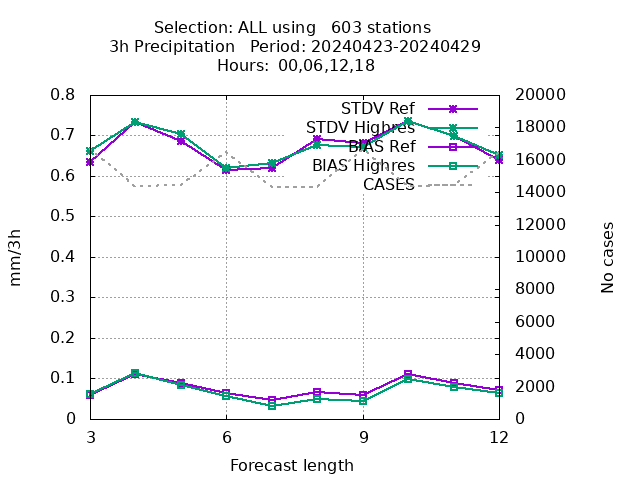 Selection: ALL using   603 stations
3h Precipitation   Period: 20240423-20240429
Hours:  00,06,12,18
STDV Ref
STDV Highres
BIAS Ref
BIAS Highres
CASES
0.8
0.7
0.6
0.5
0.4
0.3
0.2
0.1
0
20000
18000
16000
14000
12000
10000
8000
6000
4000
2000
0
mm/3h
No cases
3
6
9
12
Forecast length